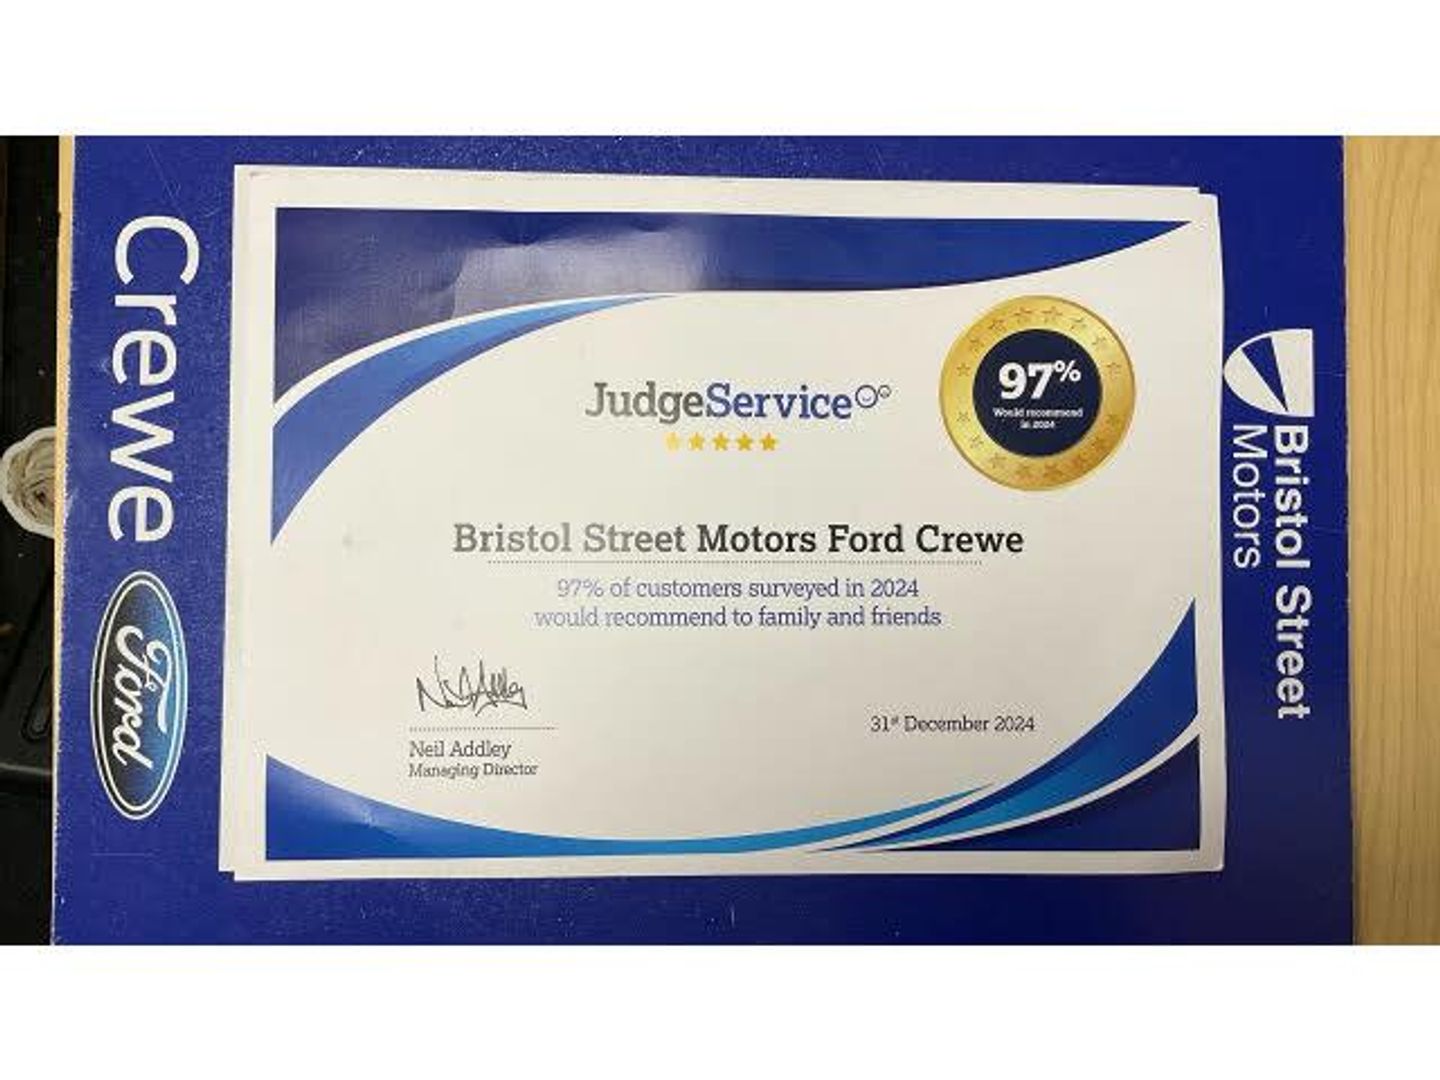 Crewe
Ford
JudgeService
97%
Would recommend
in 2024
Bristol Street Motors Ford Crewe
97% of customers surveyed in 2024
would recommend to family and friends
Neil Addley
Managing Director
31st December 2024
Bristol Street
Motors